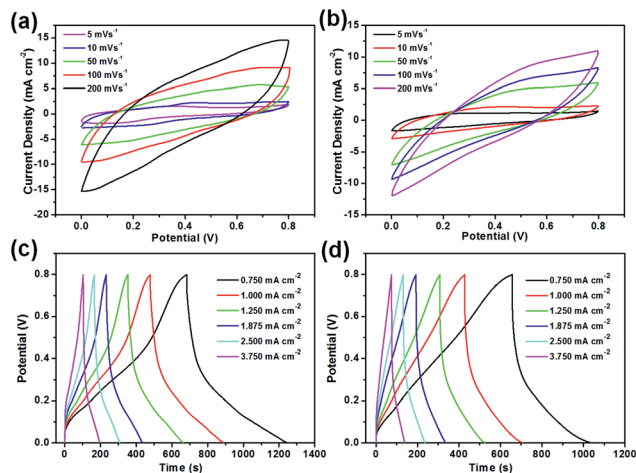 (a)
5 mVs⁻¹
10 mVs⁻¹
50 mVs⁻¹
100 mVs⁻¹
200 mVs⁻¹
Current Density (mA cm⁻²)
15
10
5
0
-5
-10
-15
-20
0.0 0.2 0.4 0.6 0.8
Potential (V)
(b)
5 mVs⁻¹
10 mVs⁻¹
50 mVs⁻¹
100 mVs⁻¹
200 mVs⁻¹
Current Density (mA cm⁻²)
15
10
5
0
-5
-10
-15
0.0 0.2 0.4 0.6 0.8
Potential (V)
(c)
0.750 mA cm⁻²
1.000 mA cm⁻²
1.250 mA cm⁻²
1.875 mA cm⁻²
2.500 mA cm⁻²
3.750 mA cm⁻²
Potential (V)
0.8
0.6
0.4
0.2
0.0
0 200 400 600 800 1000 1200 1400
Time (s)
(d)
0.750 mA cm⁻²
1.000 mA cm⁻²
1.250 mA cm⁻²
1.875 mA cm⁻²
2.500 mA cm⁻²
3.750 mA cm⁻²
Potential (V)
0.8
0.6
0.4
0.2
0.0
0 200 400 600 800 1000 1200
Time (s)